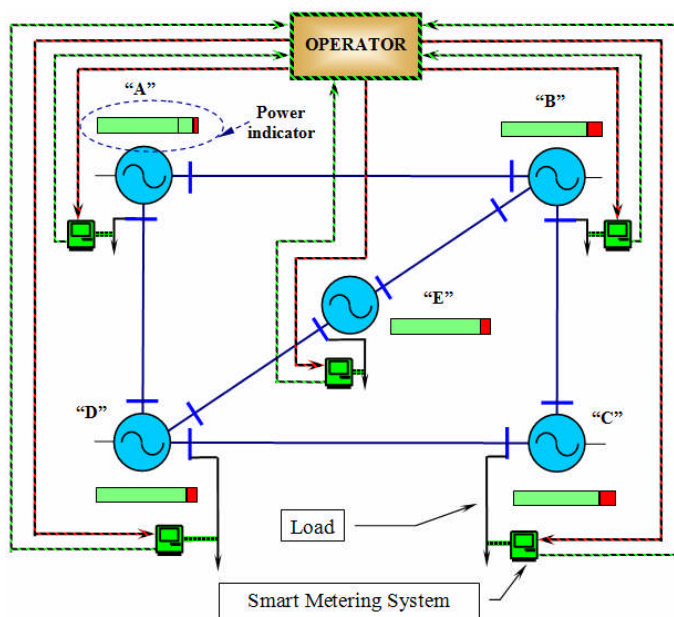 OPERATOR
“A”
Power
indicator
“B”
“E”
“D”
“C”
Load
Smart Metering System